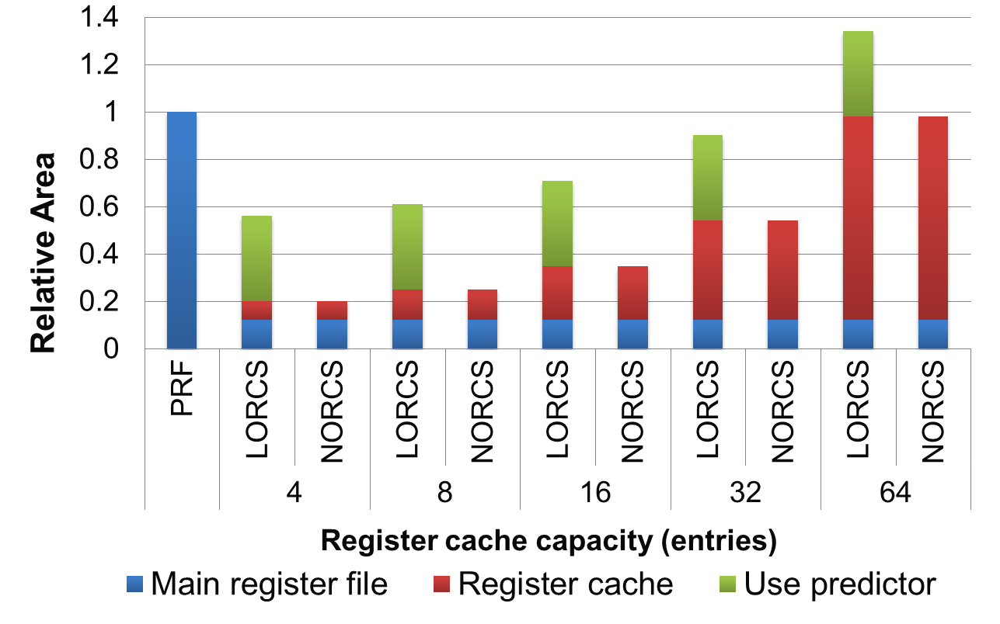 1.4
1.2
1
0.8
0.6
0.4
0.2
0
Relative Area
PRF
LORCS
NORCS
LORCS
NORCS
LORCS
NORCS
LORCS
NORCS
LORCS
NORCS
4 8 16 32 64
Register cache capacity (entries)
Main register file Register cache Use predictor